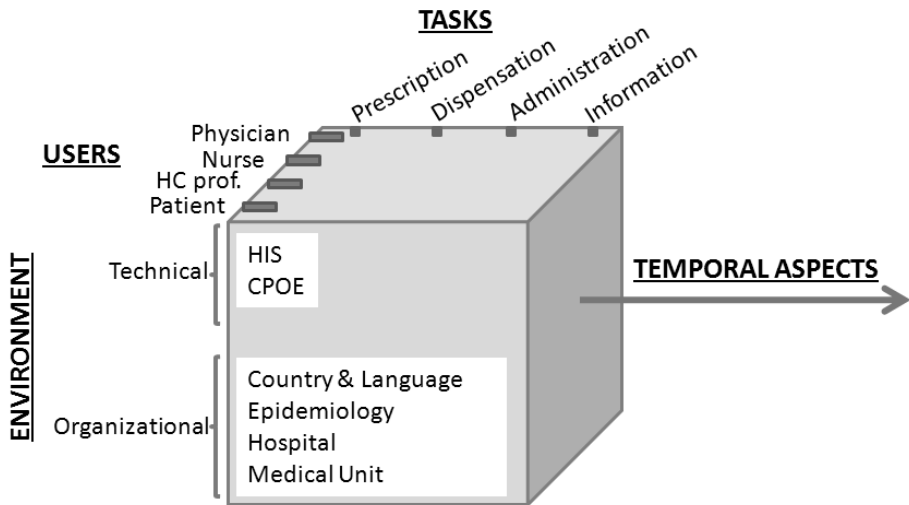 TASKS
Prescription
Dispensation
Administration
Information
USERS
Physician
Nurse
HC prof.
Patient
ENVIRONMENT
Technical
HIS
CPOE
TEMPORAL ASPECTS
Organizational
Country & Language
Epidemiology
Hospital
Medical Unit